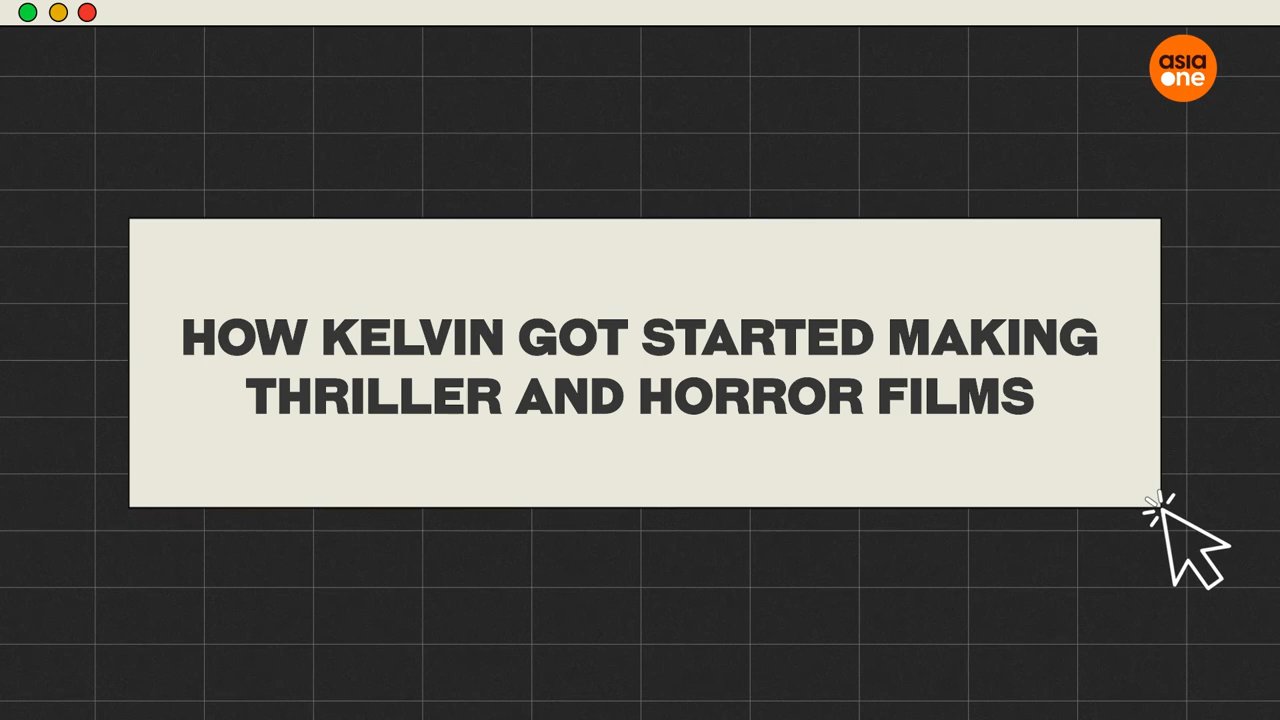 asia
one
HOW KELVIN GOT STARTED MAKING
THRILLER AND HORROR FILMS